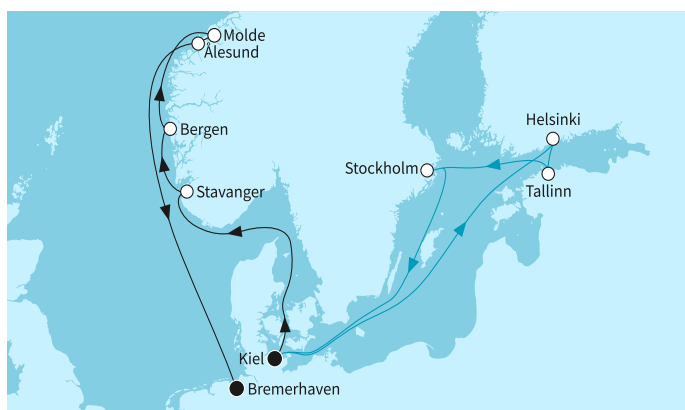 Molde
Ålesund
Helsinki
Bergen
Stockholm
Tallinn
Stavanger
Kiel
Bremerhaven